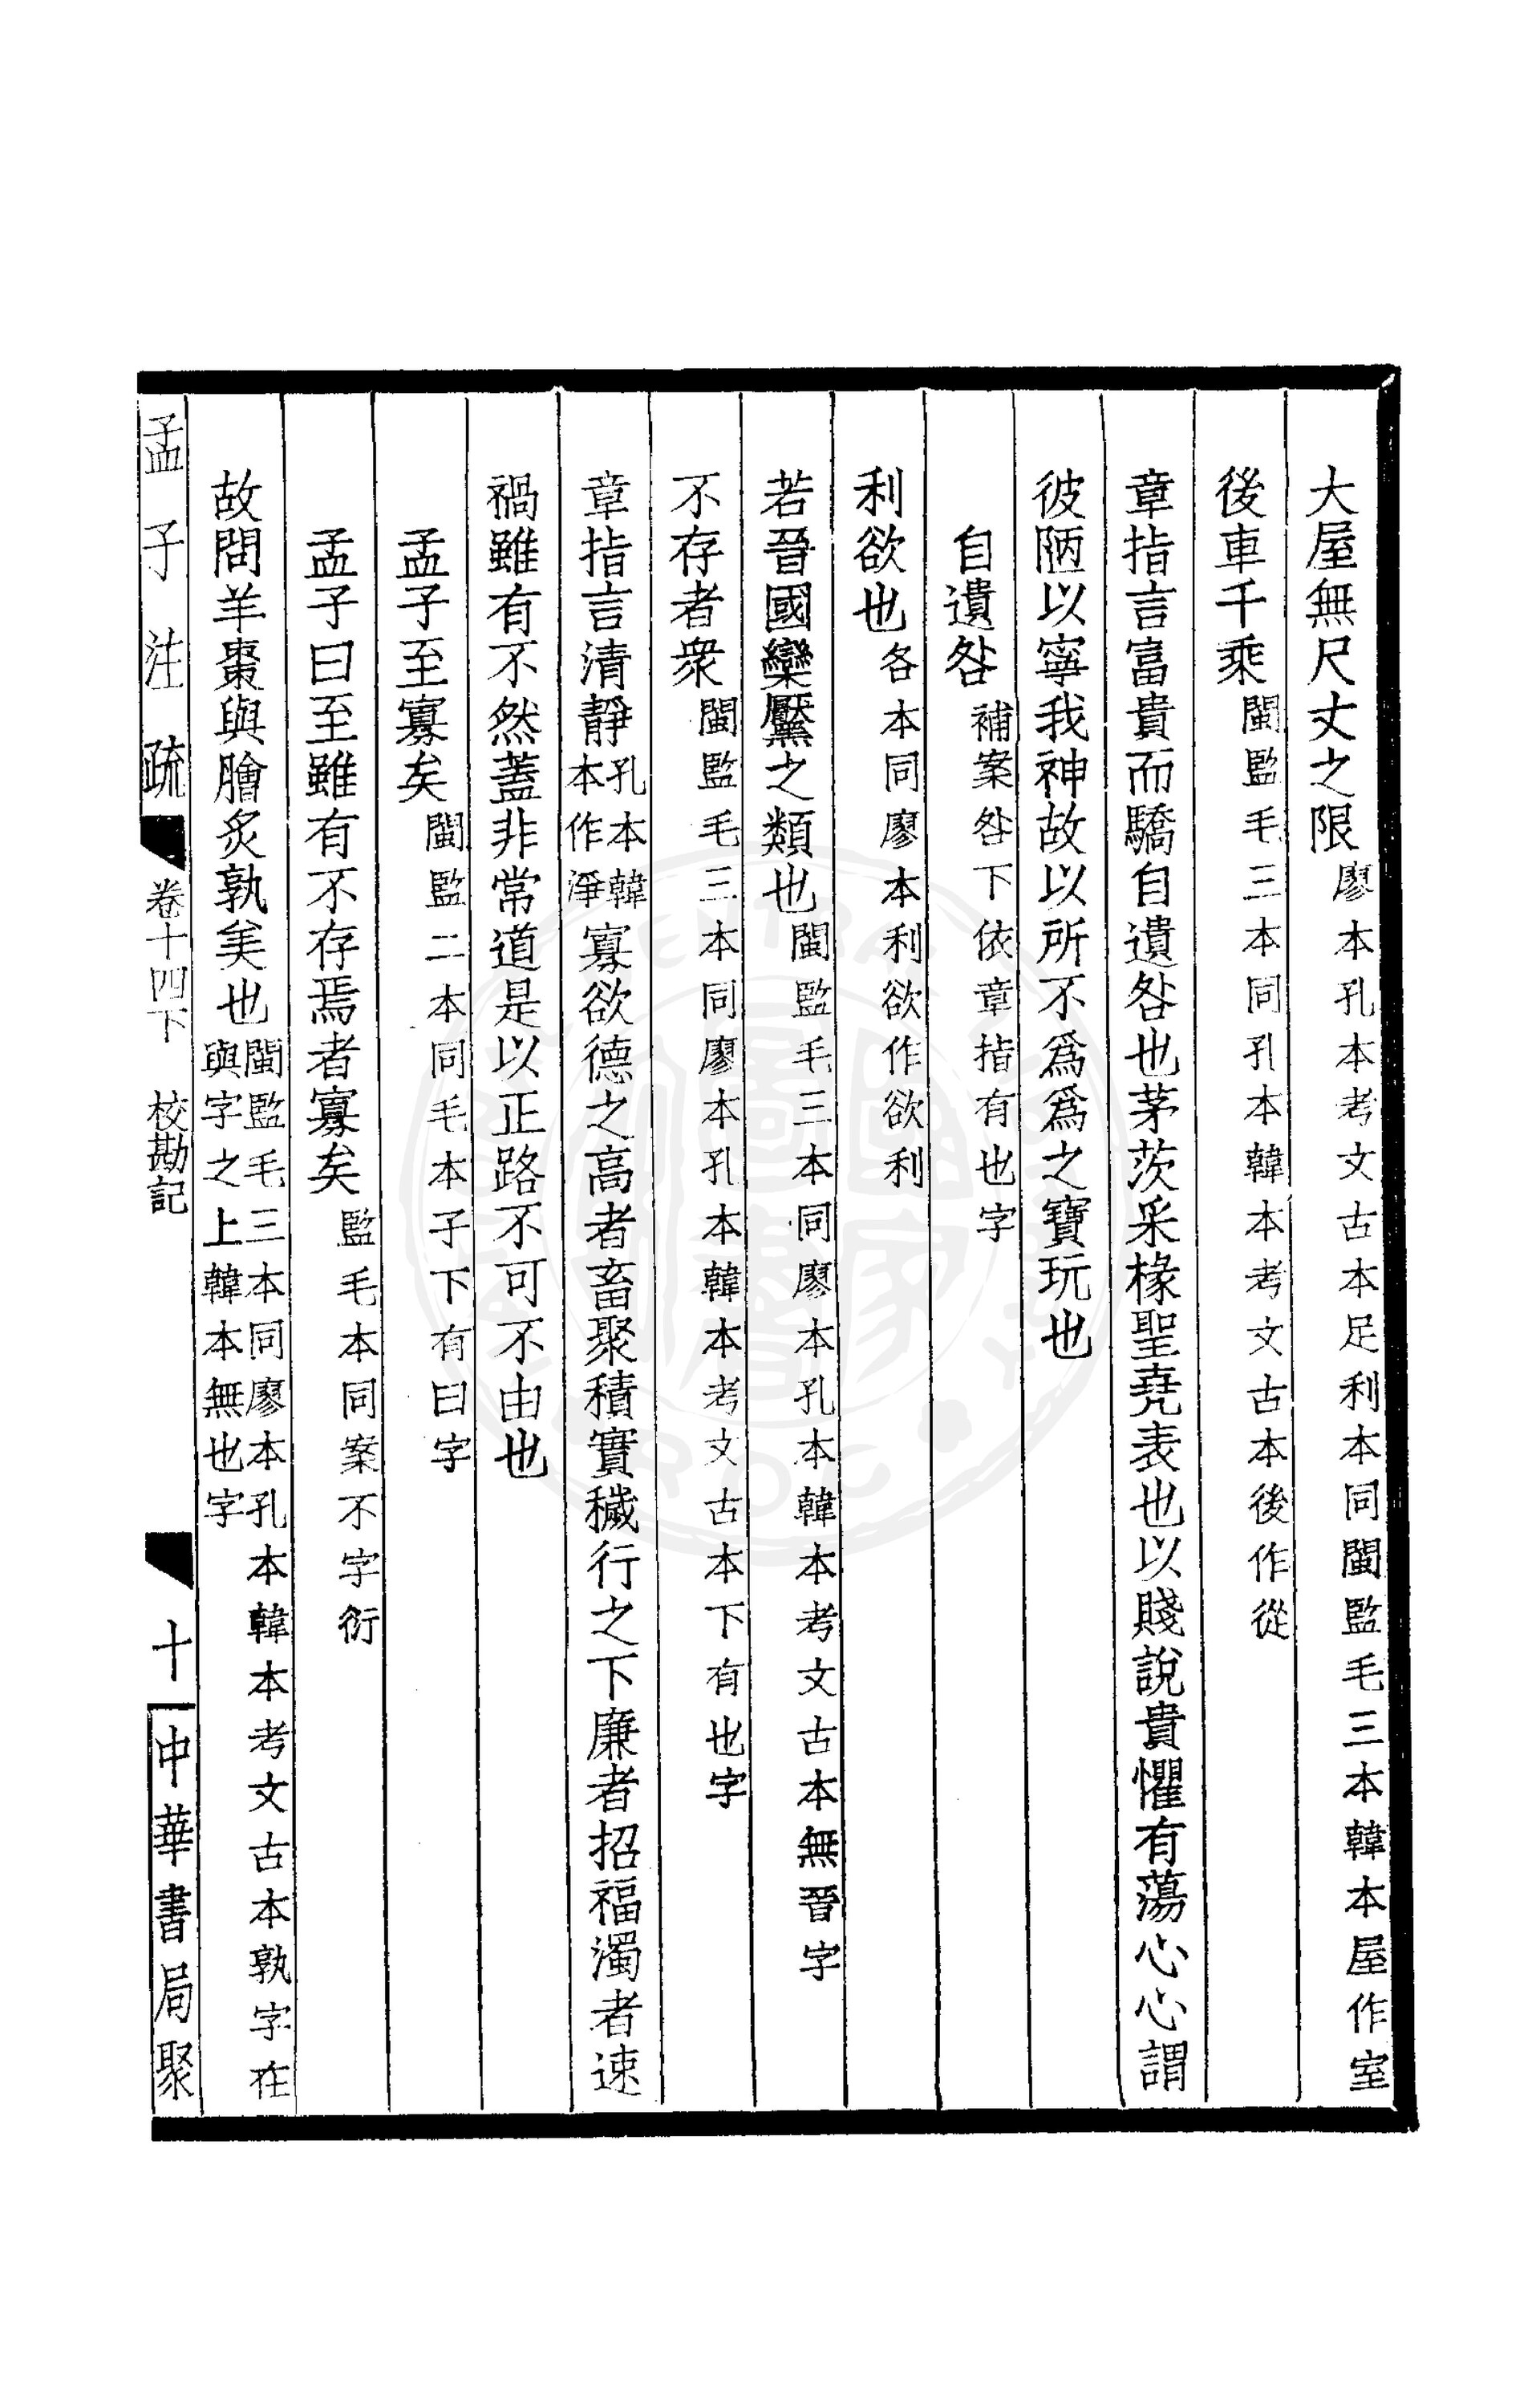 大屋無尺丈之限廖本孔本考文古本足利本同閩監毛三本韓本屋作室
後車千乘閩監毛三本同孔本韓本考文古本後作從
章指言富貴而驕自遺咎也茅茨采椽聖堯表也以賤說貴懼有蕩心心謂
彼陋以寧我神故以所不爲爲之寶玩也
自遺咎補案咎下依章指有也字
利欲也各本同廖本利欲作欲利
若晉國欒黶之類也閩監毛三本同廖本孔本韓本考文古本無晉字
不存者衆閩監毛三本同廖本孔本韓本考文古本下有也字
章指言清靜孔本韓本作淨寡欲德之高者畜聚積實穢行之下廉者招福濁者速
禍雖有不然蓋非常道是以正路不可不由也
孟子至寡矣閩監二本同毛本子下有曰字
孟子曰至雖有不存焉者寡矣監毛本同案不字衍
故問羊棗與膾炙孰美也閩監毛三本同廖本孔本韓本考文古本孰字在與字之上韓本無也字
孟子注疏 卷十四下 校勘記 十一 中華書局聚